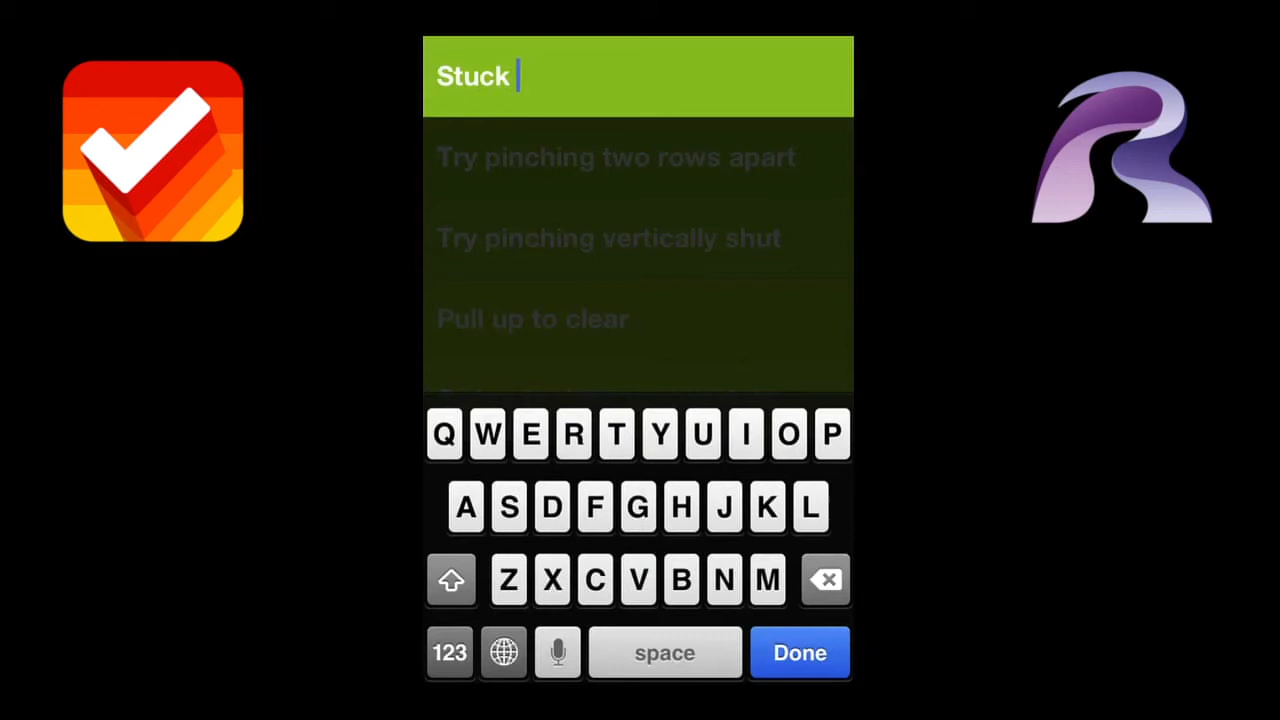 Stuck
Try pinching two rows apart
Try pinching vertically shut
Pull up to clear
Q W E R T Y U I O P
A S D F G H J K L
Z X C V B N M
123 space Done